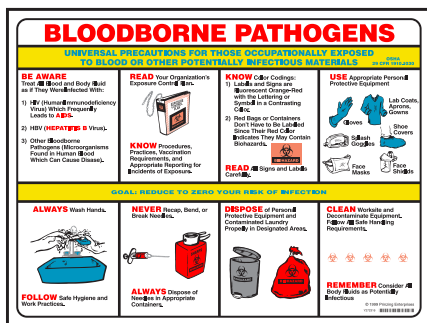 BLOODBORNE PATHOGENS
UNIVERSAL PRECAUTIONS FOR THOSE OCCUPATIONALLY EXPOSED
TO BLOOD OR OTHER POTENTIALLY INFECTIOUS MATERIALS
OSHA
29 CFR 1910.1030
BE AWARE
Treat All Blood and Body Fluid
as if They Were Infected With:
1) HIV (Human Immunodeficiency
Virus) Which Frequently
Leads to AIDS.
2) HBV (HEPATITIS B Virus).
3) Other Bloodborne
Pathogens (Microorganisms
Found in Human Blood
Which Can Cause Disease).
READ Your Organization's
Exposure Control Plan.
KNOW Procedures,
Practices, Vaccination
Requirements, and
Appropriate Reporting for
Incidents of Exposure.
KNOW Color Codings:
1) Labels and Signs are
Fluorescent Orange-Red
with the Lettering or
Symbol in a Contrasting
Color.
2) Red Bags or Containers
Don't Have to Be Labeled
Since Their Red Color
Indicates They May Contain
Biohazards.
BIOHAZARD
READ All Signs and Labels
Carefully.
USE Appropriate Personal
Protective Equipment
Lab Coats,
Aprons,
Gowns
Gloves
Splash
Goggles
Shoe
Covers
Face
Masks
Face
Shields
GOAL: REDUCE TO ZERO YOUR RISK OF INFECTION
ALWAYS Wash Hands.
FOLLOW Safe Hygiene and
Work Practices.
NEVER Recap, Bend, or
Break Needles.
ALWAYS Dispose of
Needles in Appropriate
Containers.
DISPOSE of Personal
Protective Equipment and
Contaminated Laundry
Properly in Designated Areas.
CLEAN Worksite and
Decontaminate Equipment.
Follow All Safe Handling
Requirements.
REMEMBER Consider All
Body Fluids as Potentially
Infectious